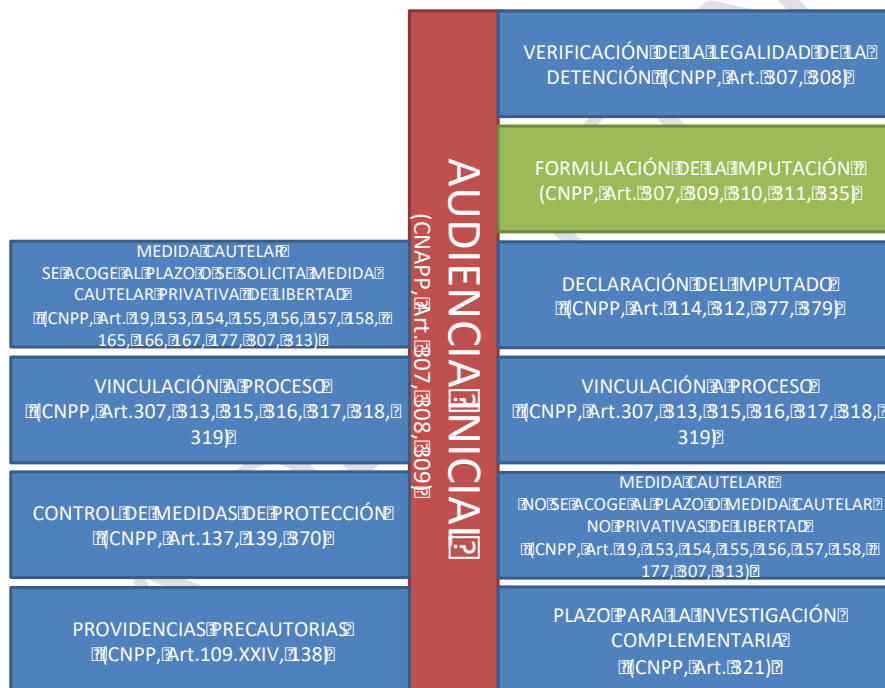 VERIFICACIÓN DE LA LEGALIDAD DE LA
DETENCIÓN (CNPP, Art. 307, 308)
FORMULACIÓN DE LA IMPUTACIÓN
(CNPP, Art. 307, 309, 310, 311, 335)
DECLARACIÓN DEL IMPUTADO
(CNPP, Art. 114, 312, 377, 379)
VINCULACIÓN A PROCESO
(CNPP, Art.307, 313, 315, 316, 317, 318,
319)
MEDIDA CAUTELARE
NO SE ACOGE AL PLAZO O MEDIDA CAUTELAR
NO PRIVATIVAS DE LIBERTAD
(CNPP, Art. 19, 153, 154, 155, 156, 157, 158,
177, 307, 313)
PLAZO PARA LA INVESTIGACIÓN
COMPLEMENTARIA
(CNPP, Art. 321)
AUDIENCIA INICIAL
(CNAPP, Art. 307, 308, 309)
MEDIDA CAUTELAR
SE ACOGE AL PLAZO O SE SOLICITA MEDIDA
CAUTELAR PRIVATIVA DE LIBERTAD
(CNPP, Art. 19, 153, 154, 155, 156, 157, 158,
165, 166, 167, 177, 307, 313)
VINCULACIÓN A PROCESO
(CNPP, Art.307, 313, 315, 316, 317, 318,
319)
CONTROL DE MEDIDAS DE PROTECCIÓN
(CNPP, Art.137, 139, 370)
PROVIDENCIAS PRECAUTORIAS
(CNPP, Art.109.XXIV, 138)